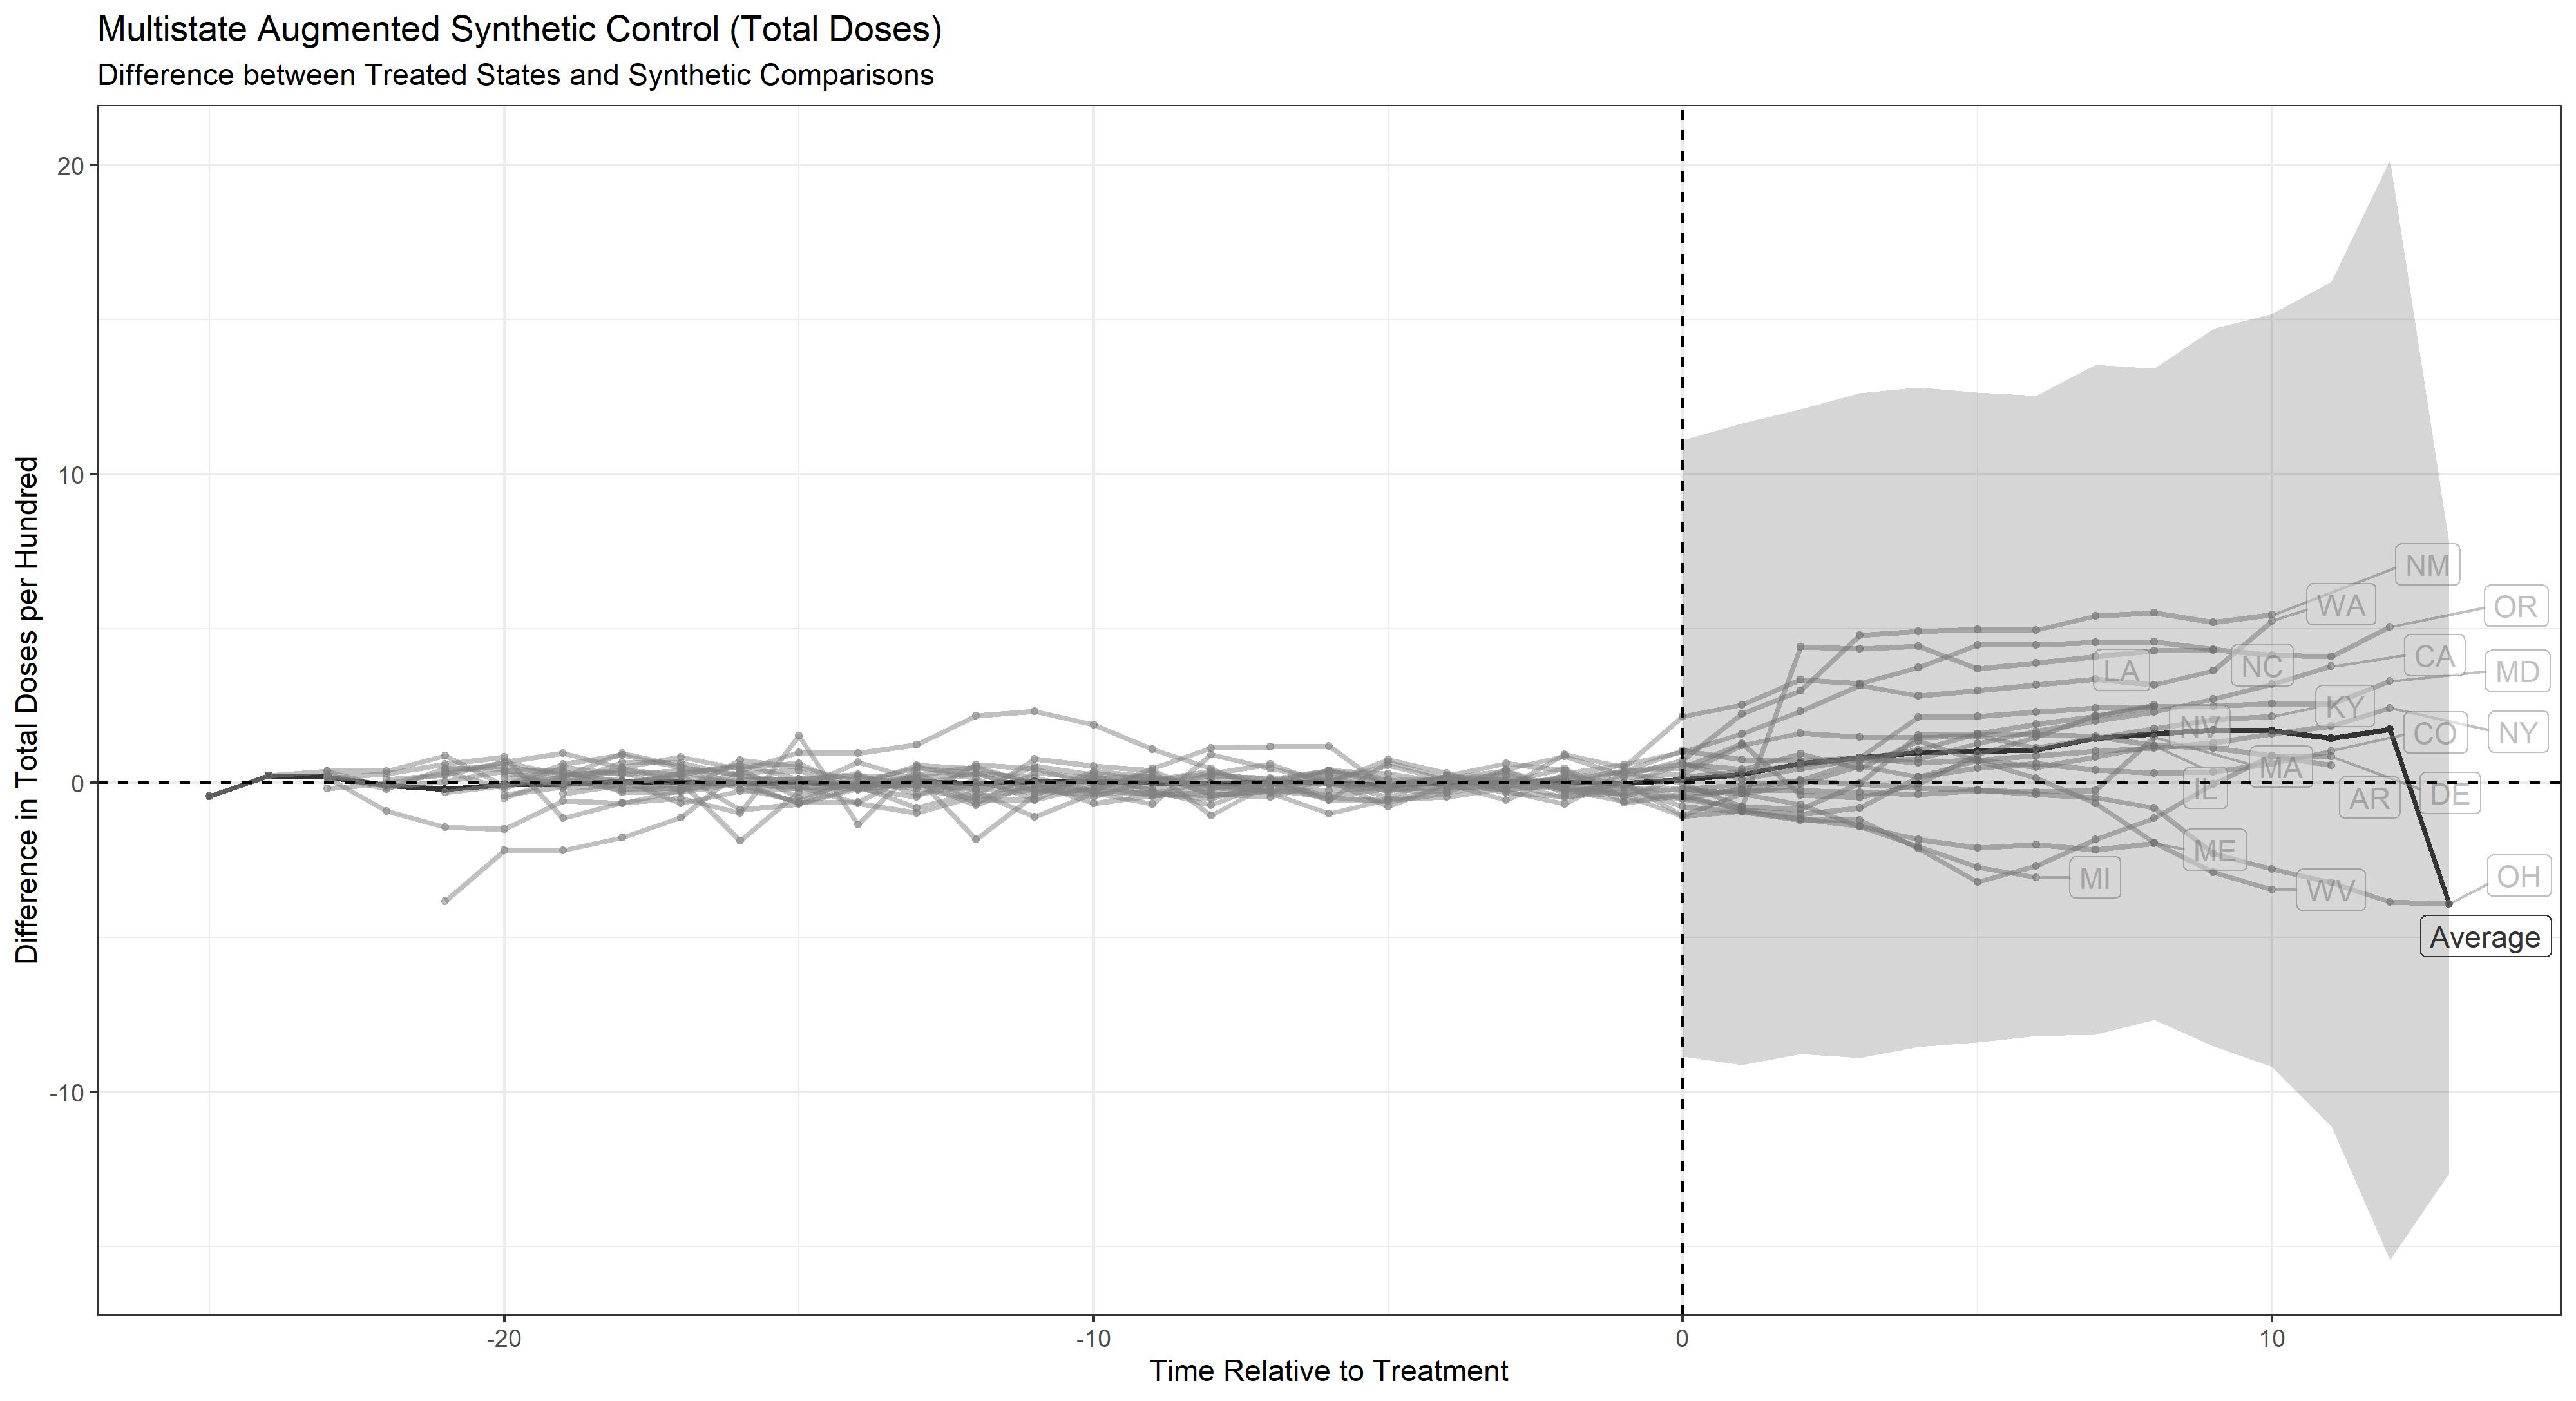 Multistate Augmented Synthetic Control (Total Doses)
Difference between Treated States and Synthetic Comparisons
Difference in Total Doses per Hundred
20
10
0
-10
NM
WA
OR
CA
MD
LA
NC
KY
NV
CO
NY
MA
IL
AR
DE
ME
MI
WV
OH
Average
-20
-10
0
10
Time Relative to Treatment